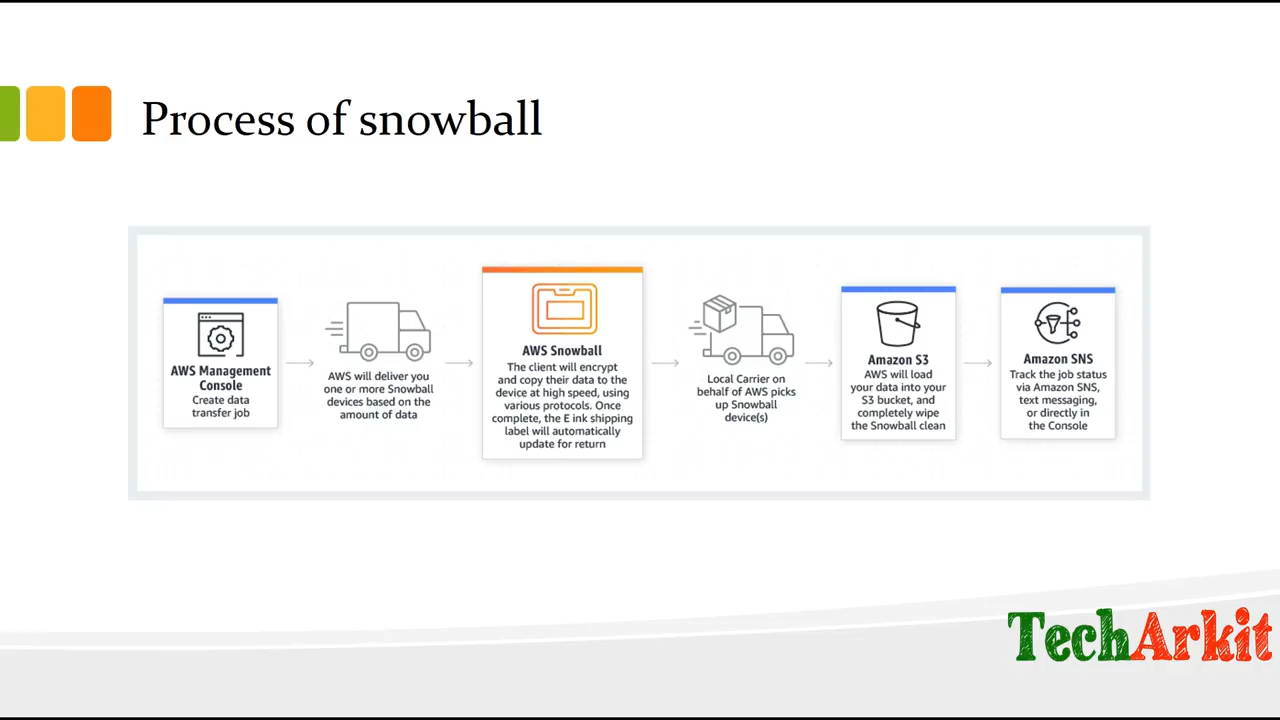 Process of snowball
AWS Management
Console
Create data
transfer job
AWS will deliver you
one or more Snowball
devices based on the
amount of data
AWS Snowball
The client will encrypt
and copy their data to the
device at high speed, using
various protocols. Once
complete, the E ink shipping
label will automatically
update for return
Local Carrier on
behalf of AWS picks
up Snowball
device(s)
Amazon S3
AWS will load
your data into your
S3 bucket, and
completely wipe
the Snowball clean
Amazon SNS
Track the job status
via Amazon SNS,
text messaging,
or directly in
the Console
TechArkit